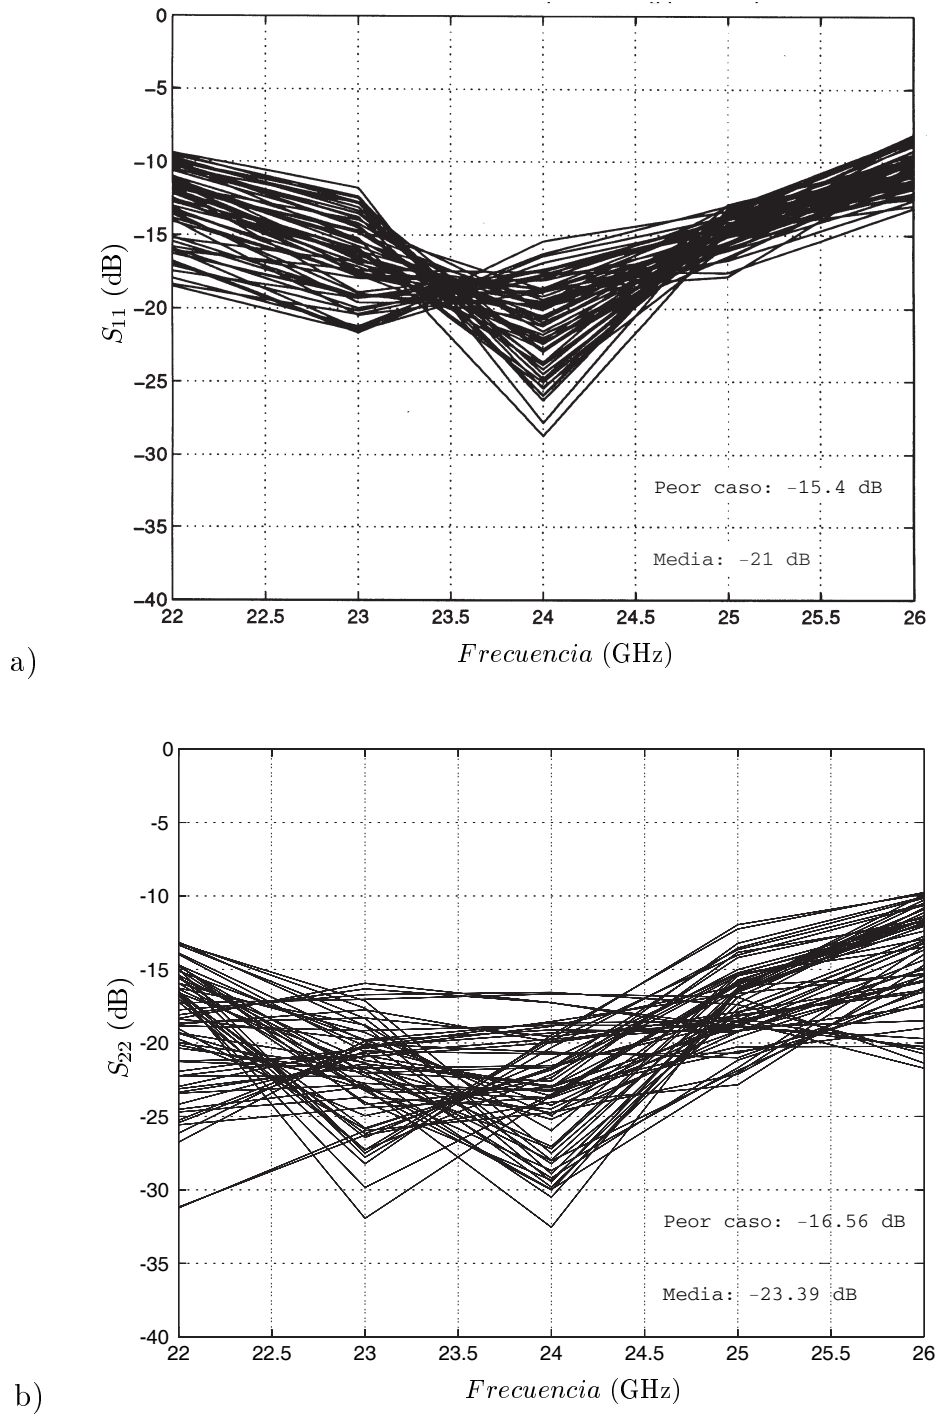 0
−5
−10
−15
−20
−25
−30
−35
−40
S11 (dB)
Peor caso: -15.4 dB
Media: -21 dB
22 22.5 23 23.5 24 24.5 25 25.5 26
Frecuencia (GHz)
a)
0
-5
-10
-15
-20
-25
-30
-35
-40
S22 (dB)
Peor caso: -16.56 dB
Media: -23.39 dB
22 22.5 23 23.5 24 24.5 25 25.5 26
Frecuencia (GHz)
b)